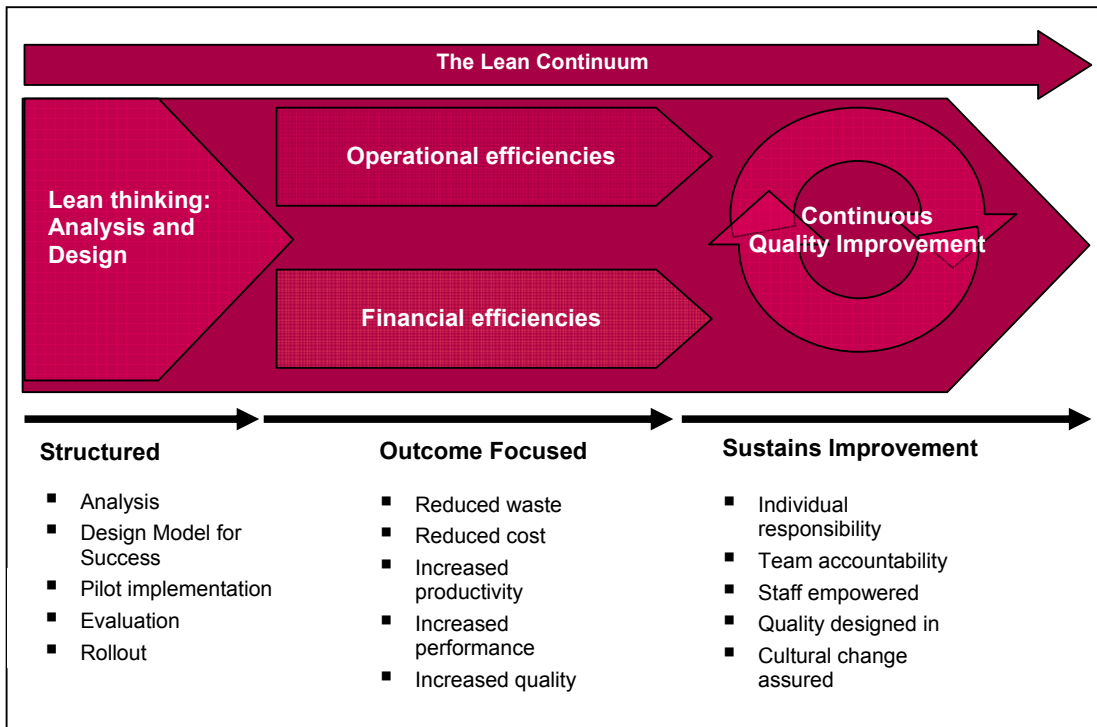 The Lean Continuum
Lean thinking:
Analysis and
Design
Operational efficiencies
Financial efficiencies
Continuous
Quality Improvement
Structured
▪ Analysis
▪ Design Model for
Success
▪ Pilot implementation
▪ Evaluation
▪ Rollout
Outcome Focused
▪ Reduced waste
▪ Reduced cost
▪ Increased
productivity
▪ Increased
performance
▪ Increased quality
Sustains Improvement
▪ Individual
responsibility
▪ Team accountability
▪ Staff empowered
▪ Quality designed in
▪ Cultural change
assured